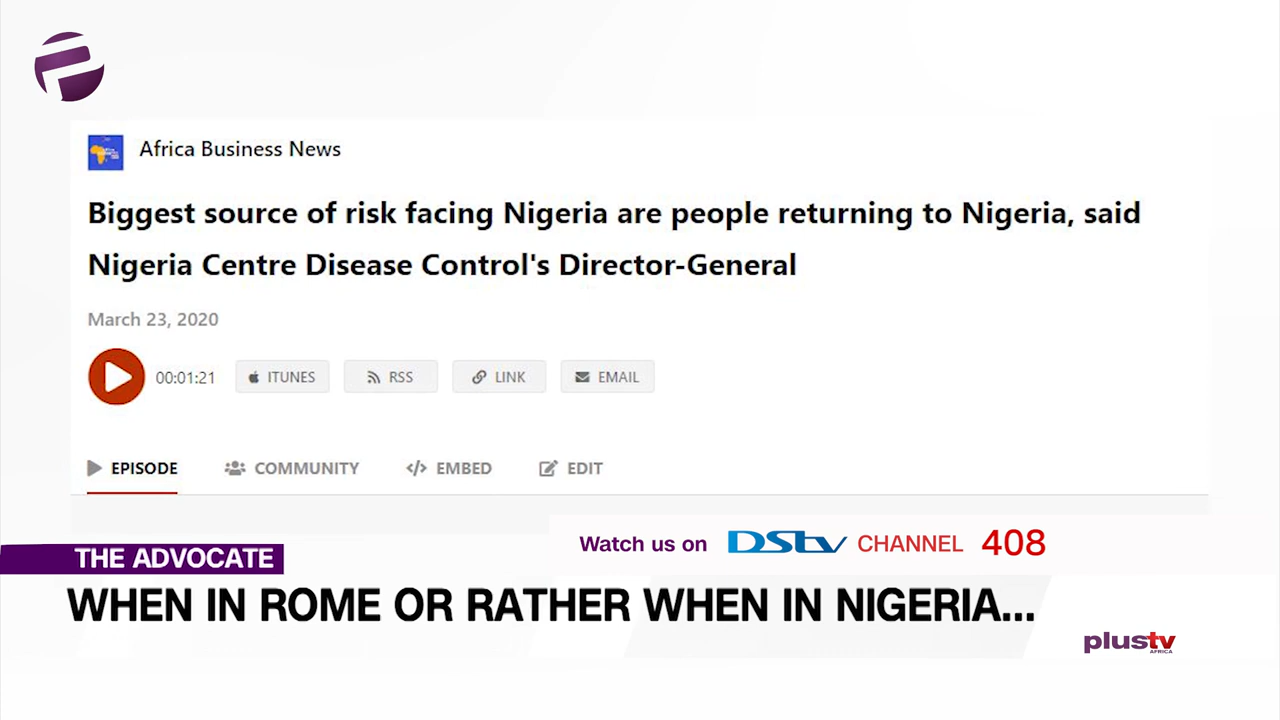 Africa Business News
Biggest source of risk facing Nigeria are people returning to Nigeria, said
Nigeria Centre Disease Control's Director-General
March 23, 2020
00:01:21 ITUNES RSS LINK EMAIL
EPISODE COMMUNITY EMBED EDIT
Watch us on DStv CHANNEL 408
THE ADVOCATE
WHEN IN ROME OR RATHER WHEN IN NIGERIA...
plustv
AFRICA